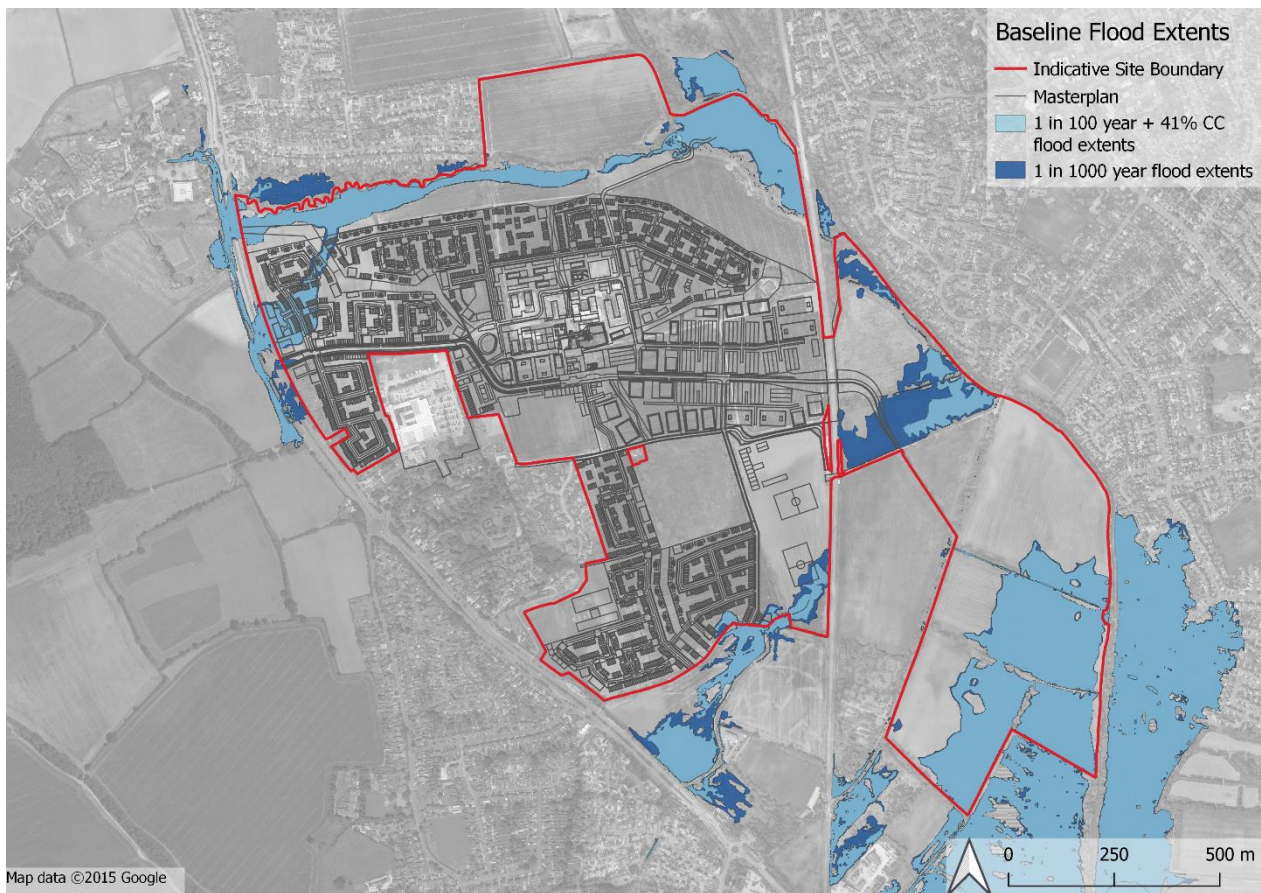 Baseline Flood Extents
Indicative Site Boundary
Masterplan
1 in 100 year + 41% CC
flood extents
1 in 1000 year flood extents
Map data ©2015 Google
0 250 500 m